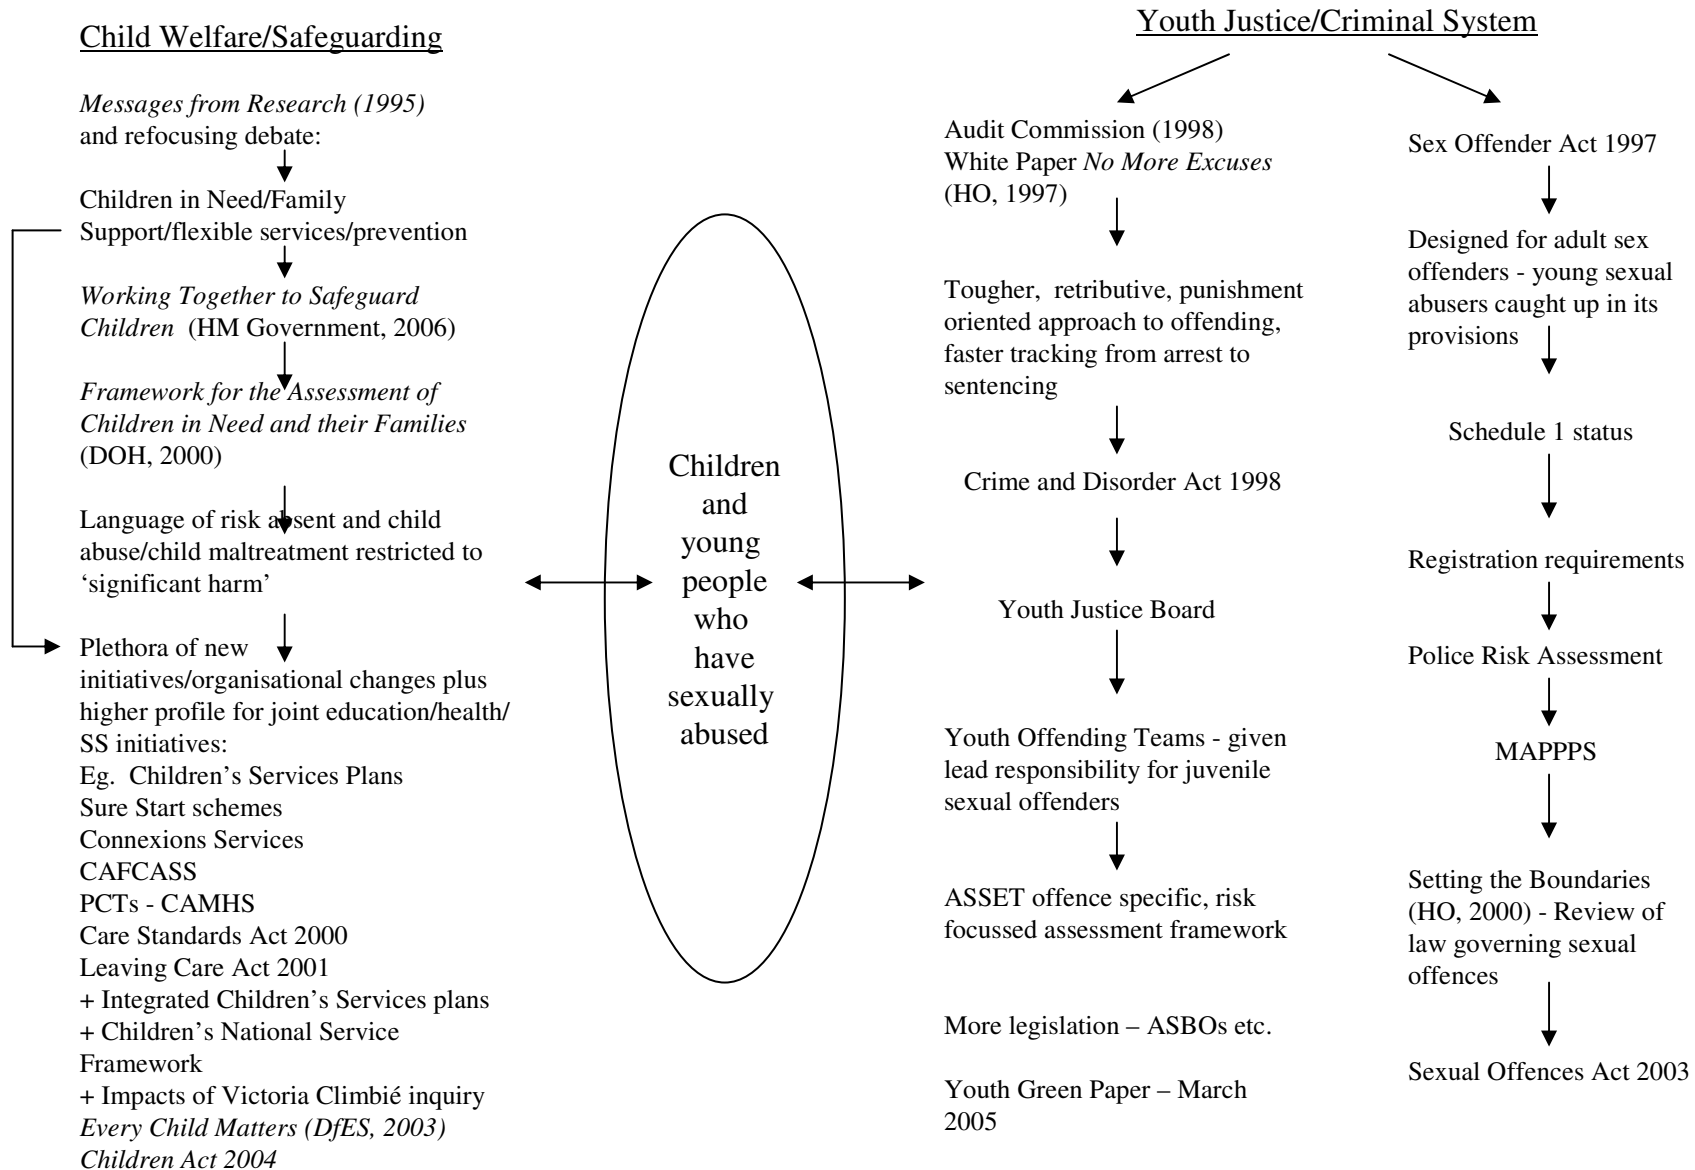 Child Welfare/Safeguarding
Messages from Research (1995)
and refocusing debate:
Children in Need/Family
Support/flexible services/prevention
Working Together to Safeguard
Children (HM Government, 2006)
Framework for the Assessment of
Children in Need and their Families
(DOH, 2000)
Language of risk absent and child
abuse/child maltreatment restricted to
‘significant harm’
Plethora of new
initiatives/organisational changes plus
higher profile for joint education/health/
SS initiatives:
Eg. Children’s Services Plans
Sure Start schemes
Connexions Services
CAFCASS
PCTs - CAMHS
Care Standards Act 2000
Leaving Care Act 2001
+ Integrated Children’s Services plans
+ Children’s National Service
Framework
+ Impacts of Victoria Climbié inquiry
Every Child Matters (DfES, 2003)
Children Act 2004
Children
and
young
people
who
have
sexually
abused
Youth Justice/Criminal System
Audit Commission (1998)
White Paper No More Excuses
(HO, 1997)
Tougher, retributive, punishment
oriented approach to offending,
faster tracking from arrest to
sentencing
Crime and Disorder Act 1998
Youth Justice Board
Youth Offending Teams - given
lead responsibility for juvenile
sexual offenders
ASSET offence specific, risk
focussed assessment framework
More legislation – ASBOs etc.
Youth Green Paper – March
2005
Sex Offender Act 1997
Designed for adult sex
offenders - young sexual
abusers caught up in its
provisions
Schedule 1 status
Registration requirements
Police Risk Assessment
MAPPPS
Setting the Boundaries
(HO, 2000) - Review of
law governing sexual
offences
Sexual Offences Act 2003